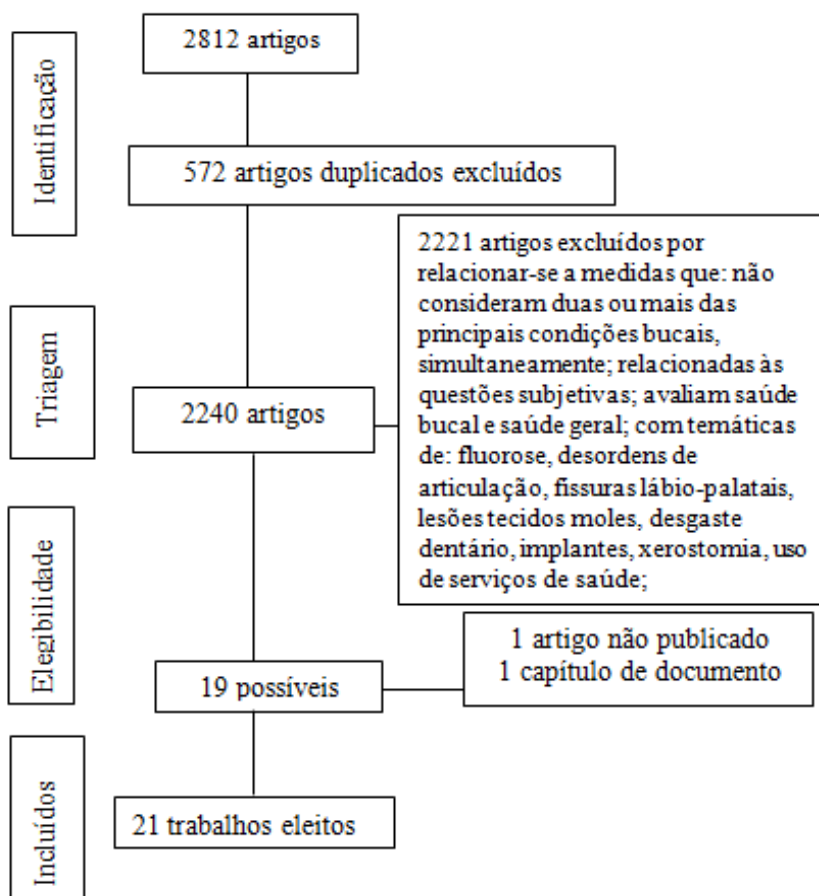 Identificação
2812 artigos
572 artigos duplicados excluídos
Triagem
2240 artigos
2221 artigos excluídos por
relacionar-se a medidas que: não
consideram duas ou mais das
principais condições bucais,
simultaneamente; relacionadas às
questões subjetivas; avaliam saúde
bucal e saúde geral; com temáticas
de: fluorose, desordens de
articulação, fissuras lábio-palatais,
lesões tecidos moles, desgaste
dentário, implantes, xerostomia, uso
de serviços de saúde;
Elegibilidade
19 possíveis
1 artigo não publicado
1 capítulo de documento
Incluídos
21 trabalhos eleitos